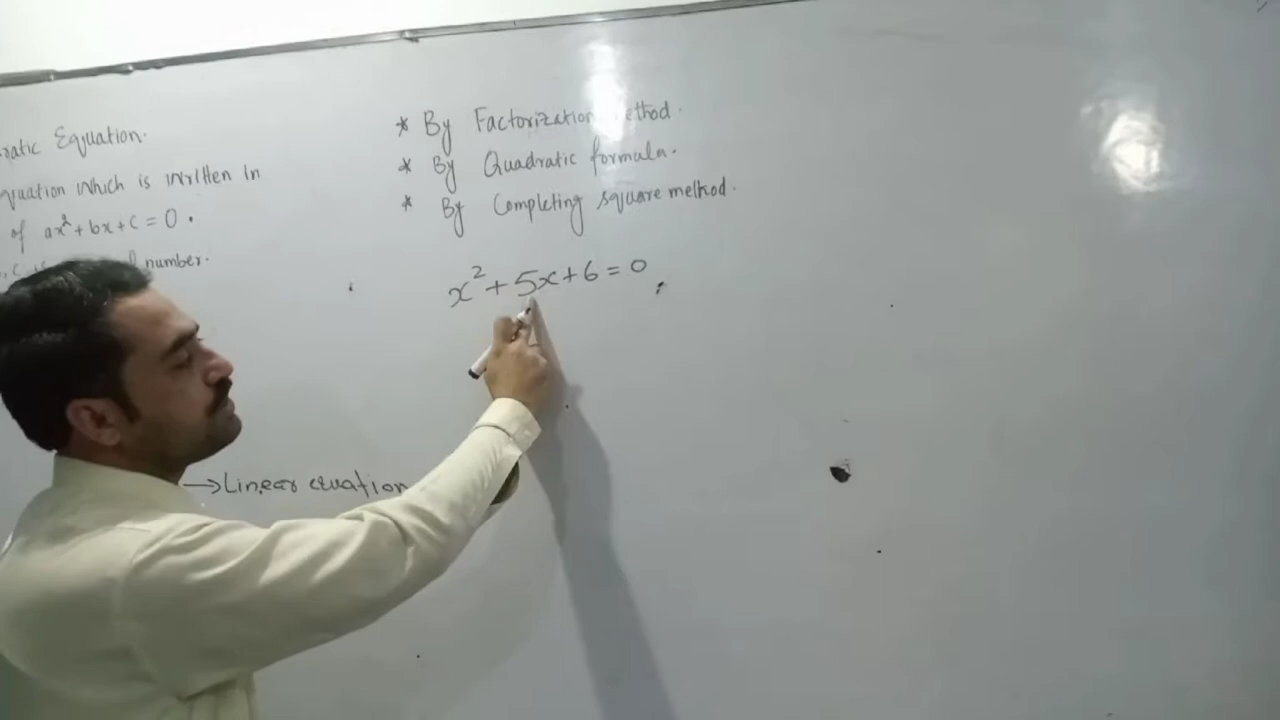 ratic Equation.
quation which is written in
of ax²+bx+c=0.
number.
* By Factorization ethod.
* By Quadratic formula.
* By Completing square method.
x²+5x+6=0
→Linear